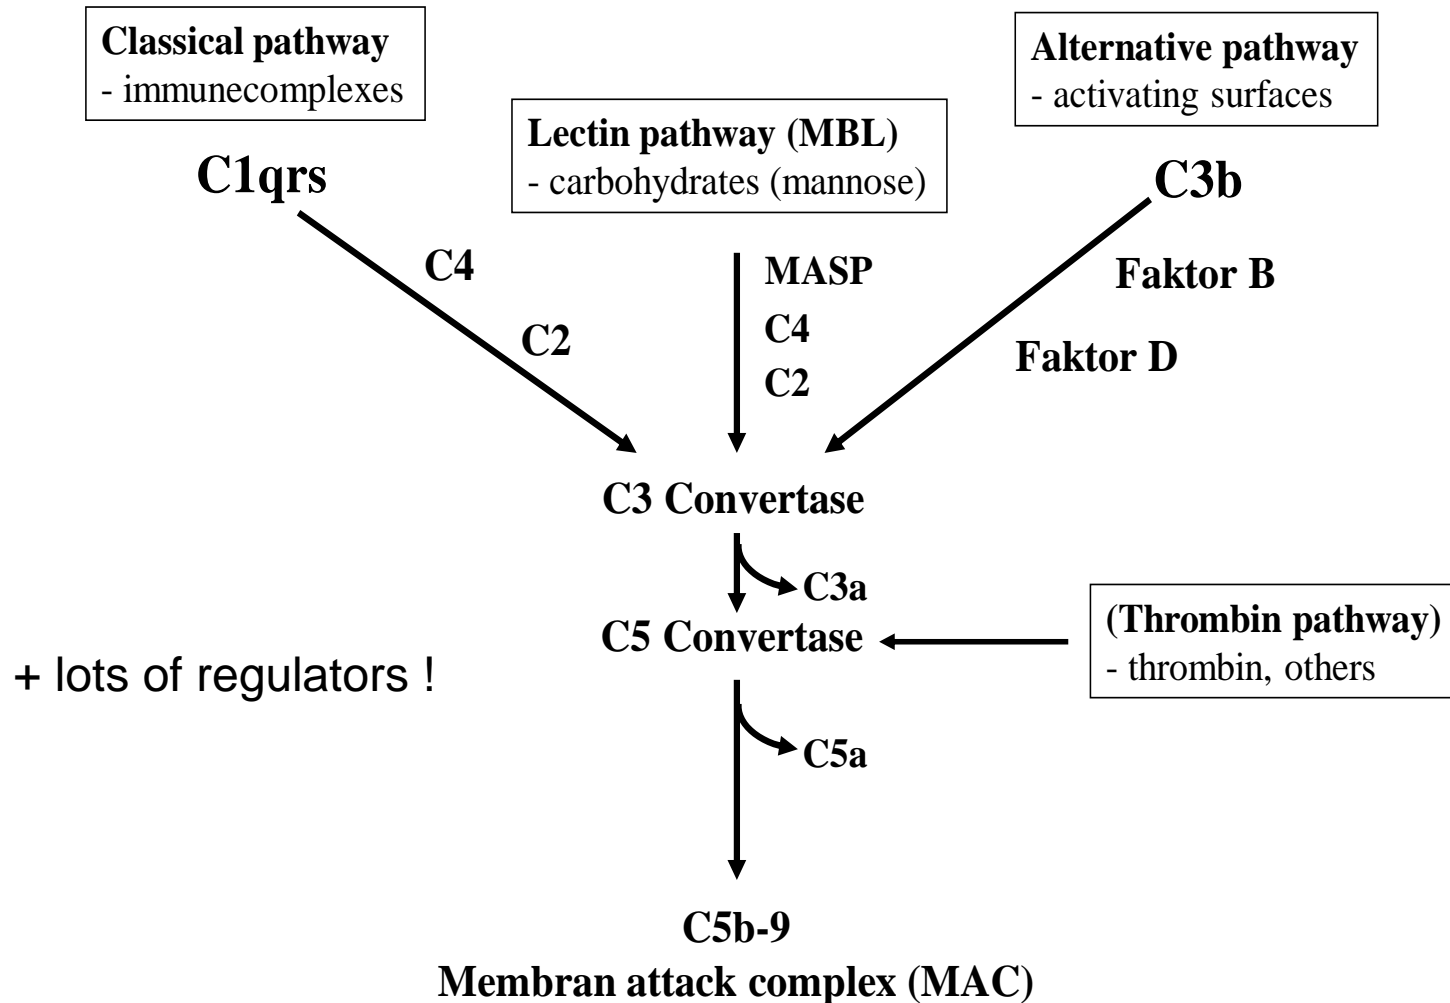 Classical pathway
- immunecomplexes
C1qrs
C4
C2
Lectin pathway (MBL)
- carbohydrates (mannose)
MASP
C4
C2
Alternative pathway
- activating surfaces
C3b
Faktor B
Faktor D
C3 Convertase
C3a
C5 Convertase
(Thrombin pathway)
- thrombin, others
+ lots of regulators !
C5a
C5b-9
Membran attack complex (MAC)